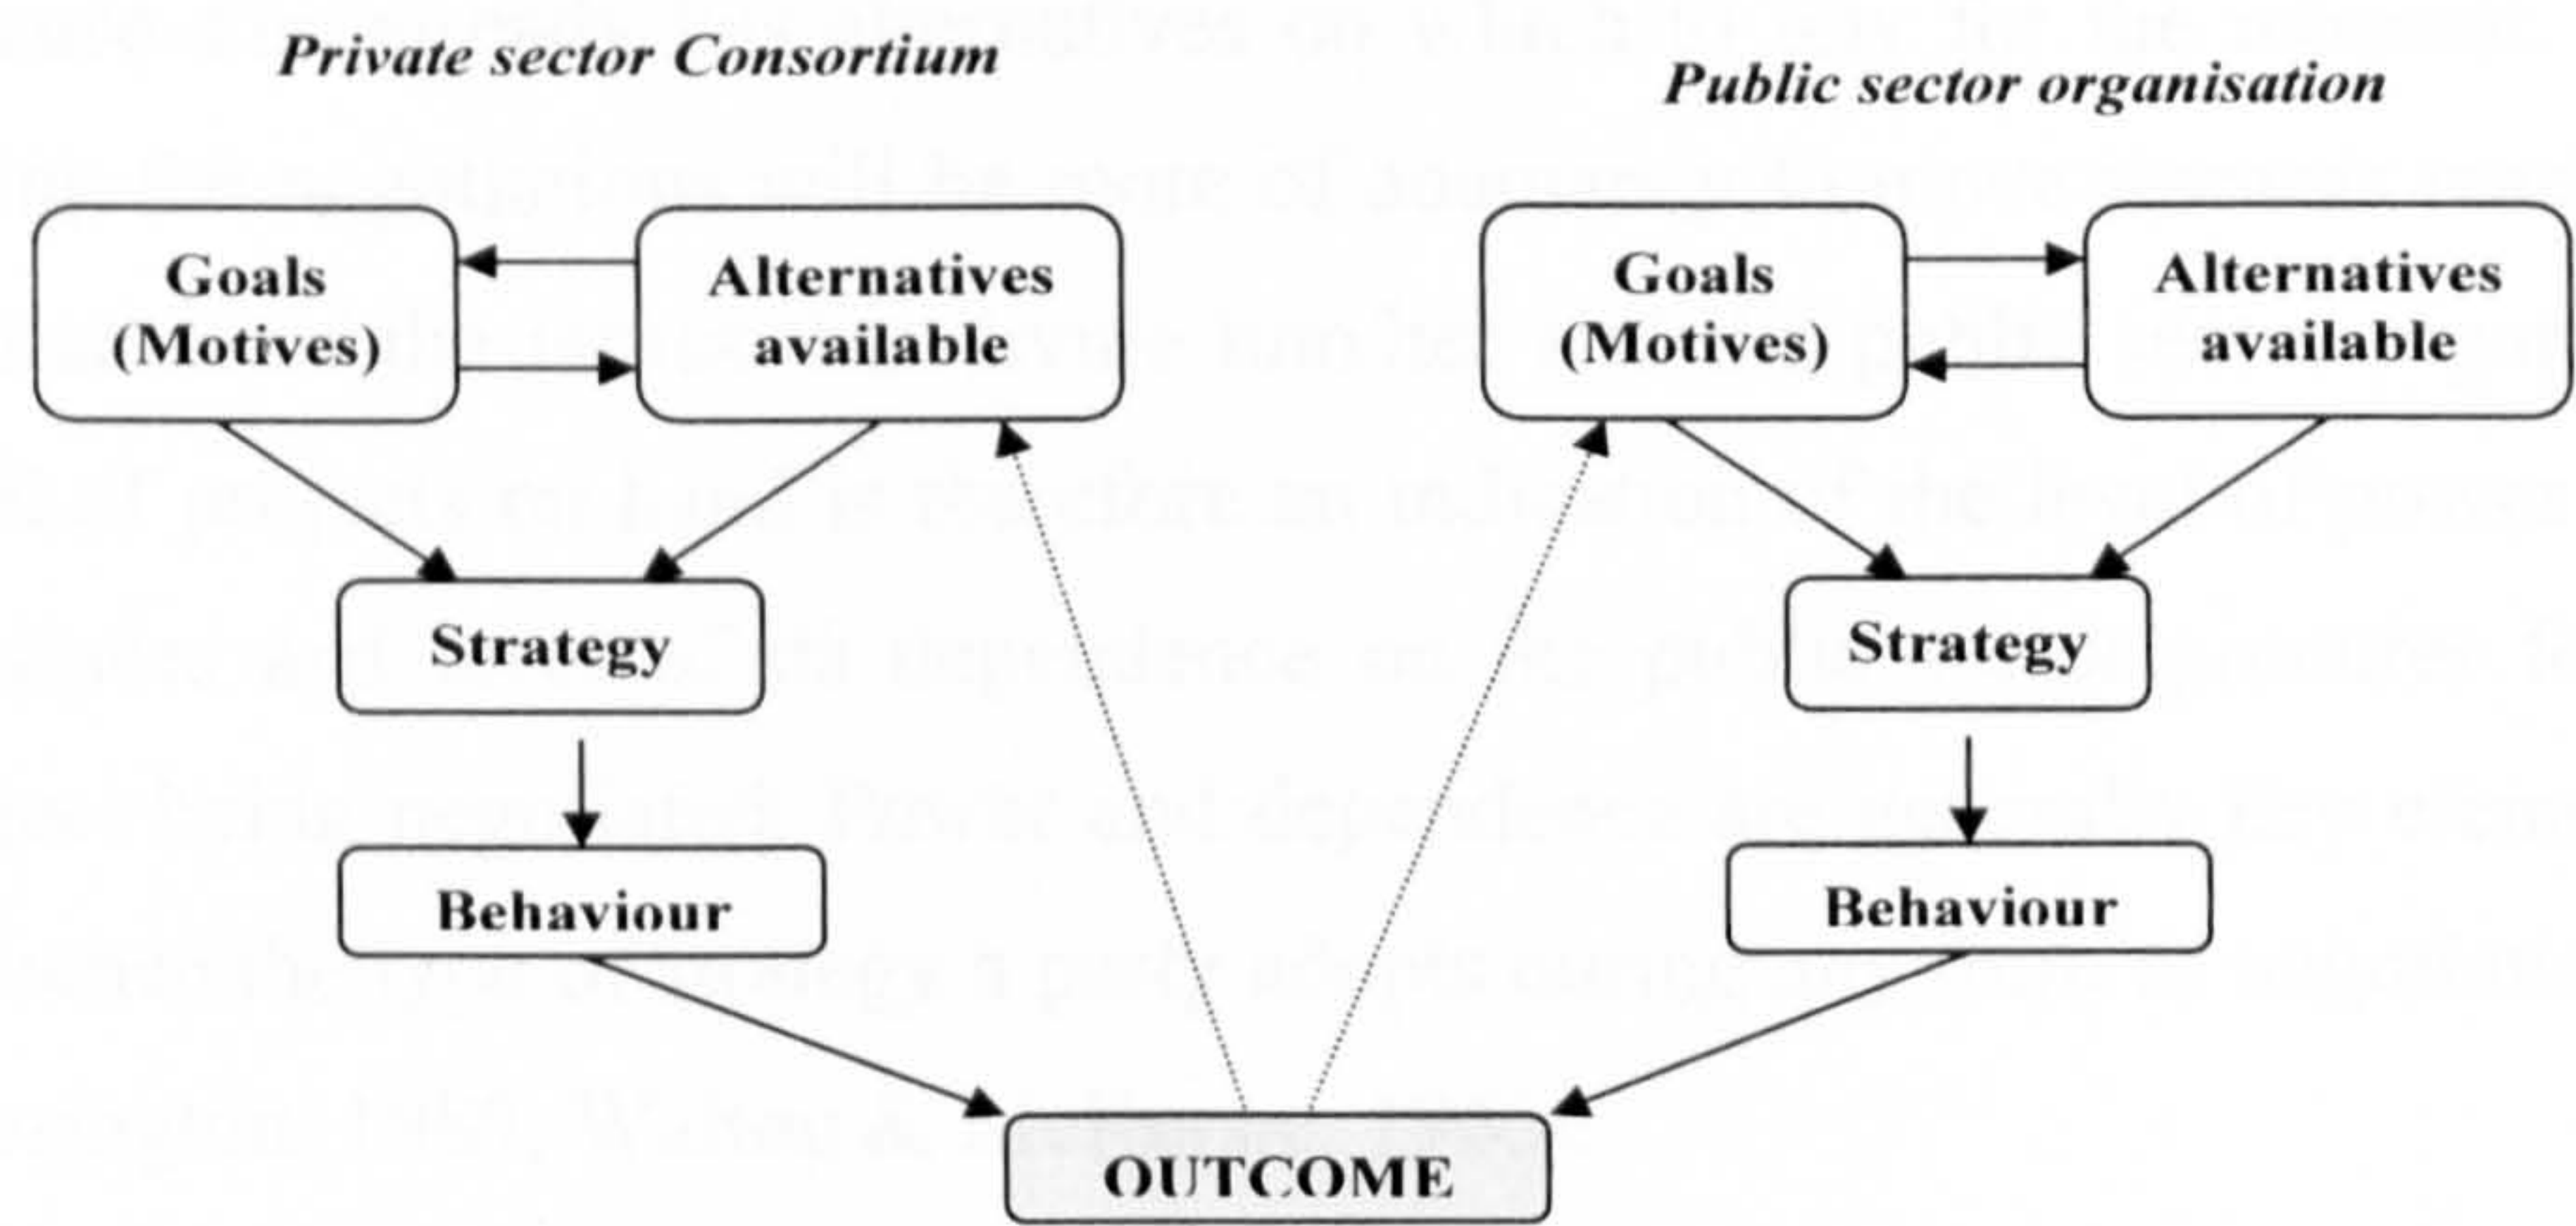 Private sector Consortium
Public sector organisation
Goals
(Motives)
Alternatives
available
Goals
(Motives)
Alternatives
available
Strategy
Strategy
Behaviour
Behaviour
OUTCOME